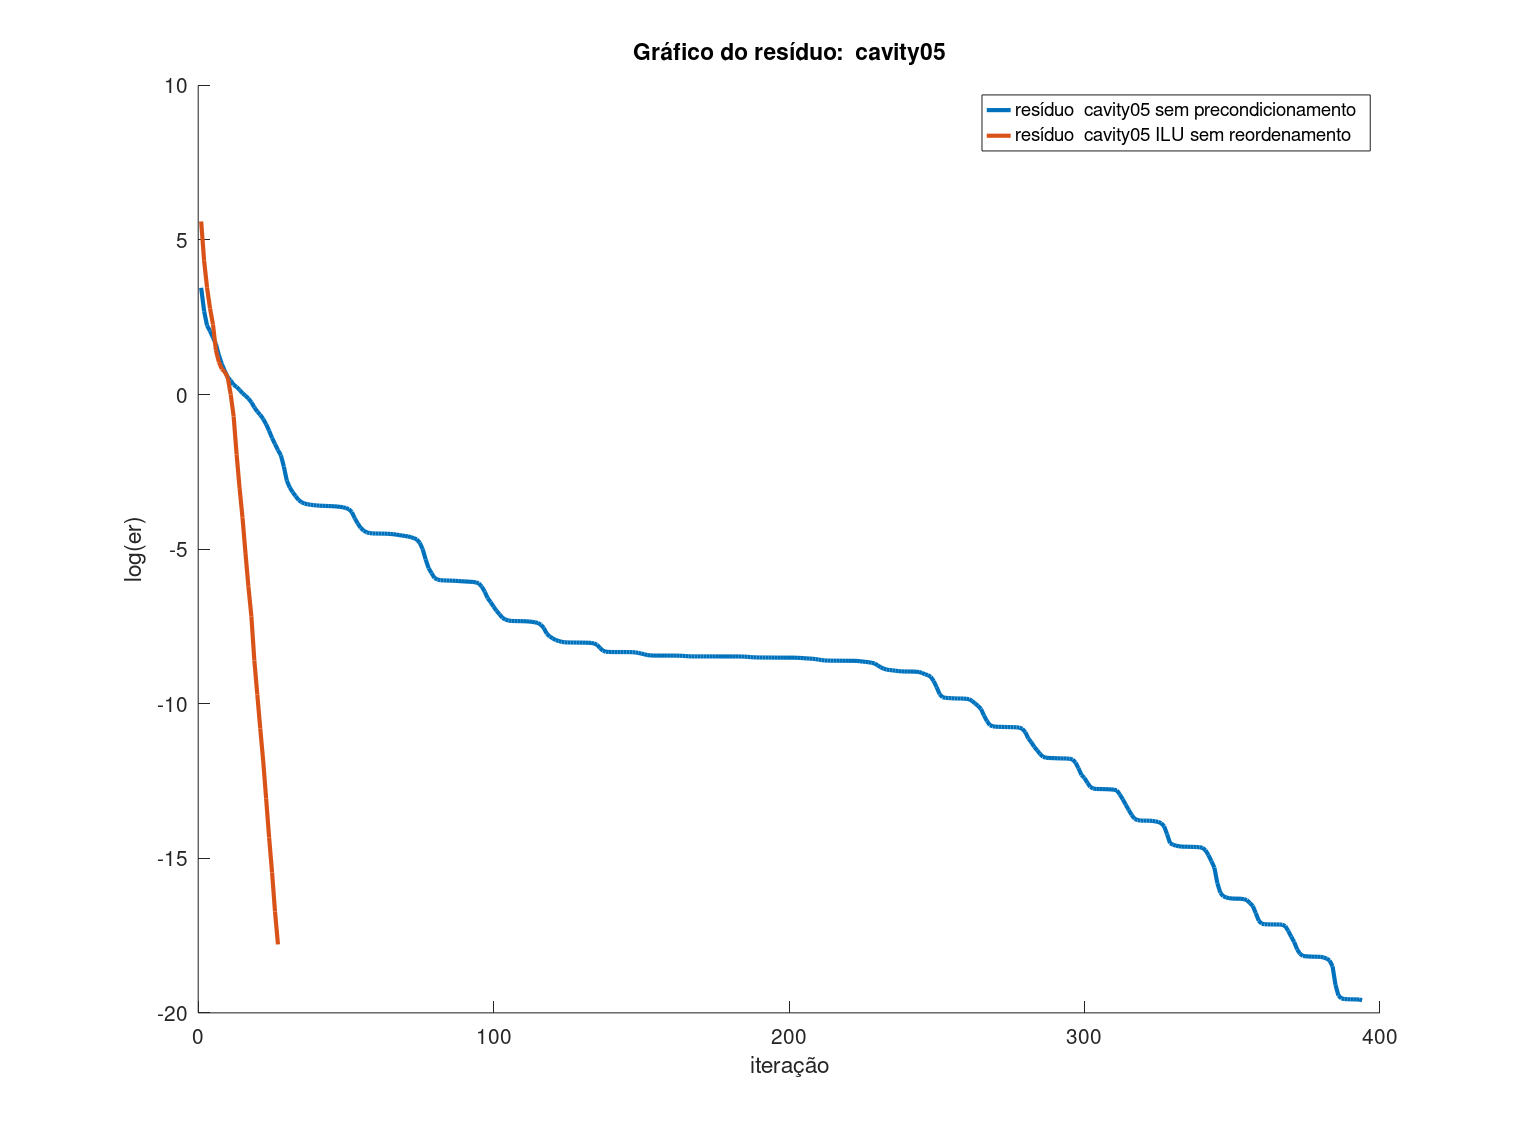 Gráfico do resíduo:  cavity05
resíduo  cavity05 sem precondicionamento
resíduo  cavity05 ILU sem reordenamento
10
5
0
-5
-10
-15
-20
log(er)
0
100
200
300
400
iteração